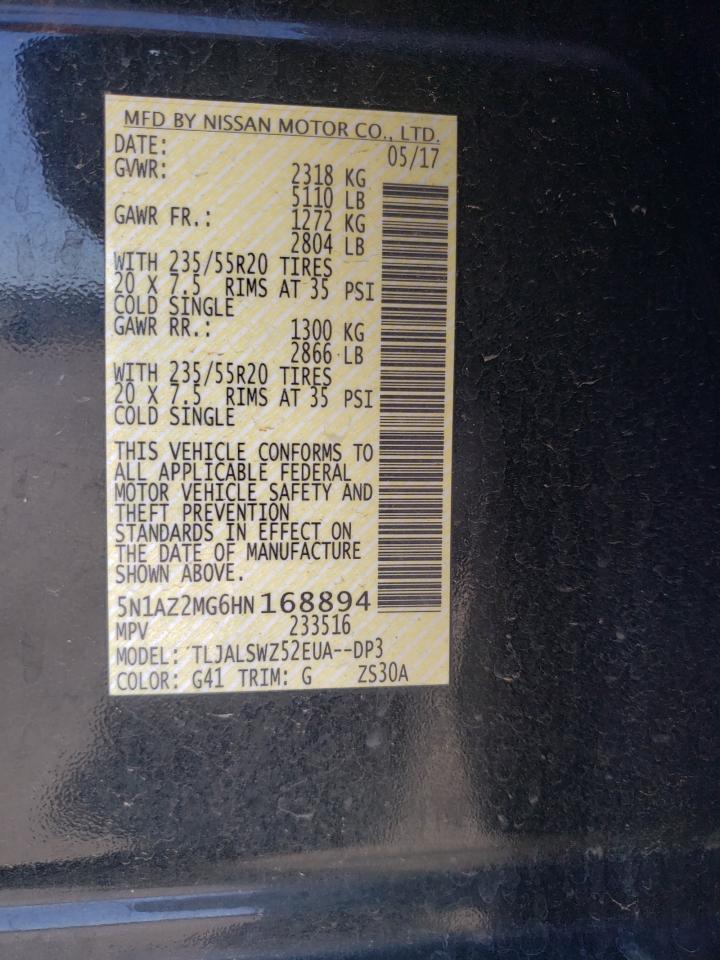 MFD BY NISSAN MOTOR CO., LTD.
DATE: 05/17
GVWR: 2318 KG
5110 LB
GAWR FR.: 1272 KG
2804 LB
WITH 235/55R20 TIRES
20 X 7.5 RIMS AT 35 PSI
COLD SINGLE
GAWR RR.: 1300 KG
2866 LB
WITH 235/55R20 TIRES
20 X 7.5 RIMS AT 35 PSI
COLD SINGLE
THIS VEHICLE CONFORMS TO
ALL APPLICABLE FEDERAL
MOTOR VEHICLE SAFETY AND
THEFT PREVENTION
STANDARDS IN EFFECT ON
THE DATE OF MANUFACTURE
SHOWN ABOVE.
5N1AZ2MG6HN168894
MPV 233516
MODEL: TLJALSWZ52EUA--DP3
COLOR: G41 TRIM: G ZS30A